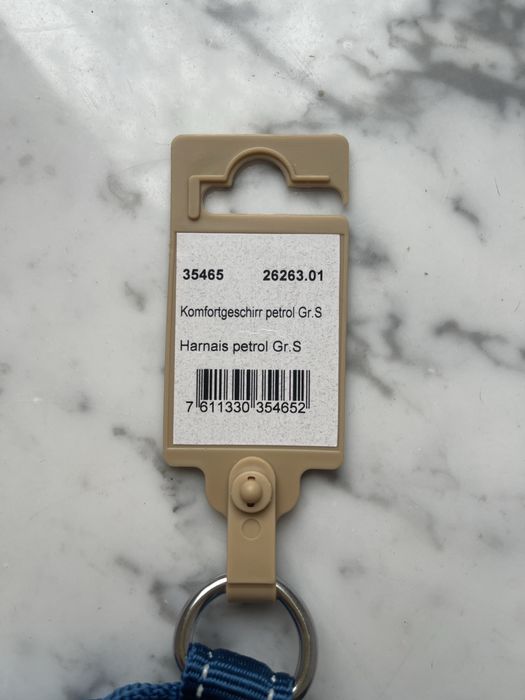 35465 26263.01
Komfortgeschirr petrol Gr.S
Harnais petrol Gr.S
7 611330 354652